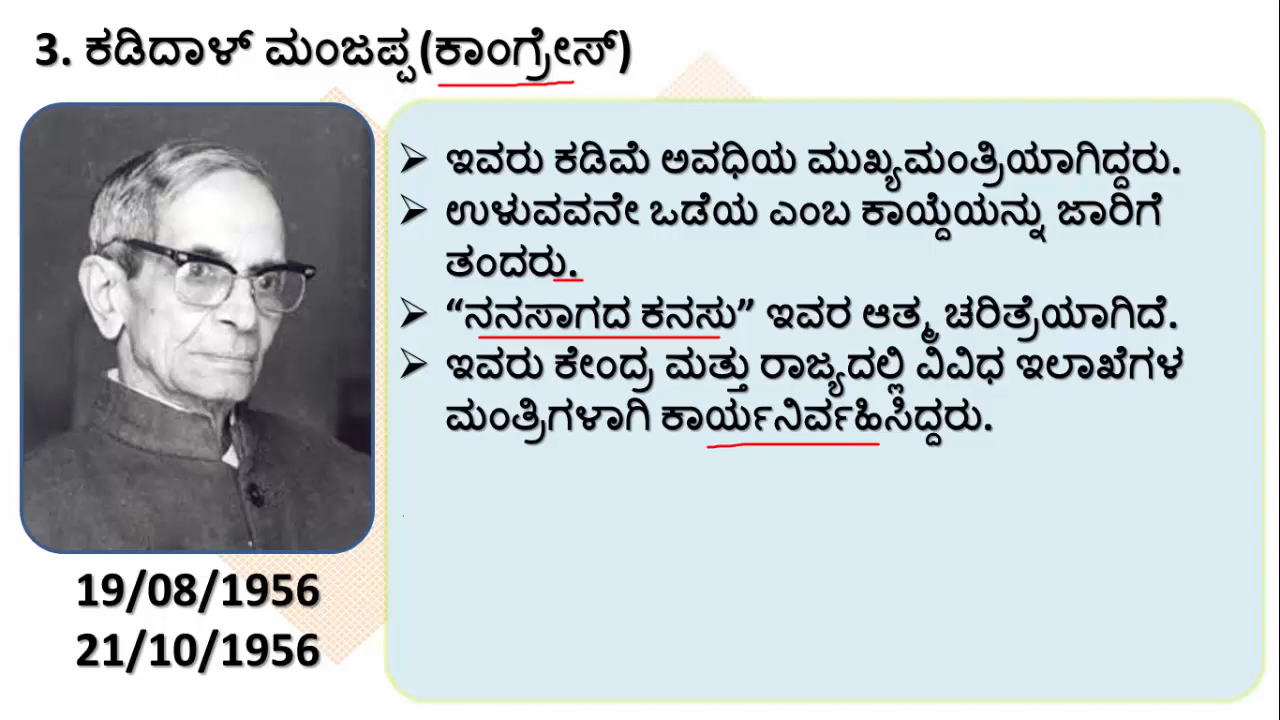 3. ಕಡಿದಾಳ್ ಮಂಜಪ್ಪ(ಕಾಂಗ್ರೇಸ್)
➢ ಇವರು ಕಡಿಮೆ ಅವಧಿಯ ಮುಖ್ಯಮಂತ್ರಿಯಾಗಿದ್ದರು.
➢ ಉಳುವವನೇ ಒಡೆಯ ಎಂಬ ಕಾಯ್ದೆಯನ್ನು ಜಾರಿಗೆ
ತಂದರು.
➢ “ನನಸಾಗದ ಕನಸು” ಇವರ ಆತ್ಮ ಚರಿತ್ರೆಯಾಗಿದೆ.
➢ ಇವರು ಕೇಂದ್ರ ಮತ್ತು ರಾಜ್ಯದಲ್ಲಿ ವಿವಿಧ ಇಲಾಖೆಗಳ
ಮಂತ್ರಿಗಳಾಗಿ ಕಾರ್ಯನಿರ್ವಹಿಸಿದ್ದರು.
19/08/1956
21/10/1956